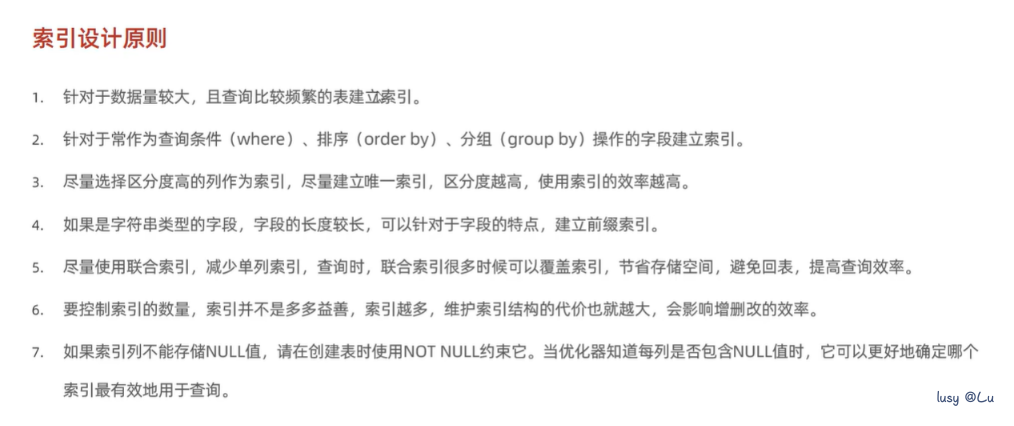 索引设计原则
1. 针对于数据量较大，且查询比较频繁的表建立索引。
2. 针对于常作为查询条件（where）、排序（order by）、分组（group by）操作的字段建立索引。
3. 尽量选择区分度高的列作为索引，尽量建立唯一索引，区分度越高，使用索引的效率越高。
4. 如果是字符串类型的字段，字段的长度较长，可以针对于字段的特点，建立前缀索引。
5. 尽量使用联合索引，减少单列索引，查询时，联合索引很多时候可以覆盖索引，节省存储空间，避免回表，提高查询效率。
6. 要控制索引的数量，索引并不是多多益善，索引越多，维护索引结构的代价也就越大，会影响增删改的效率。
7. 如果索引列不能存储NULL值，请在创建表时使用NOT NULL约束它。当优化器知道每列是否包含NULL值时，它可以更好地确定哪个
索引最有效地用于查询。
lusy @Lu